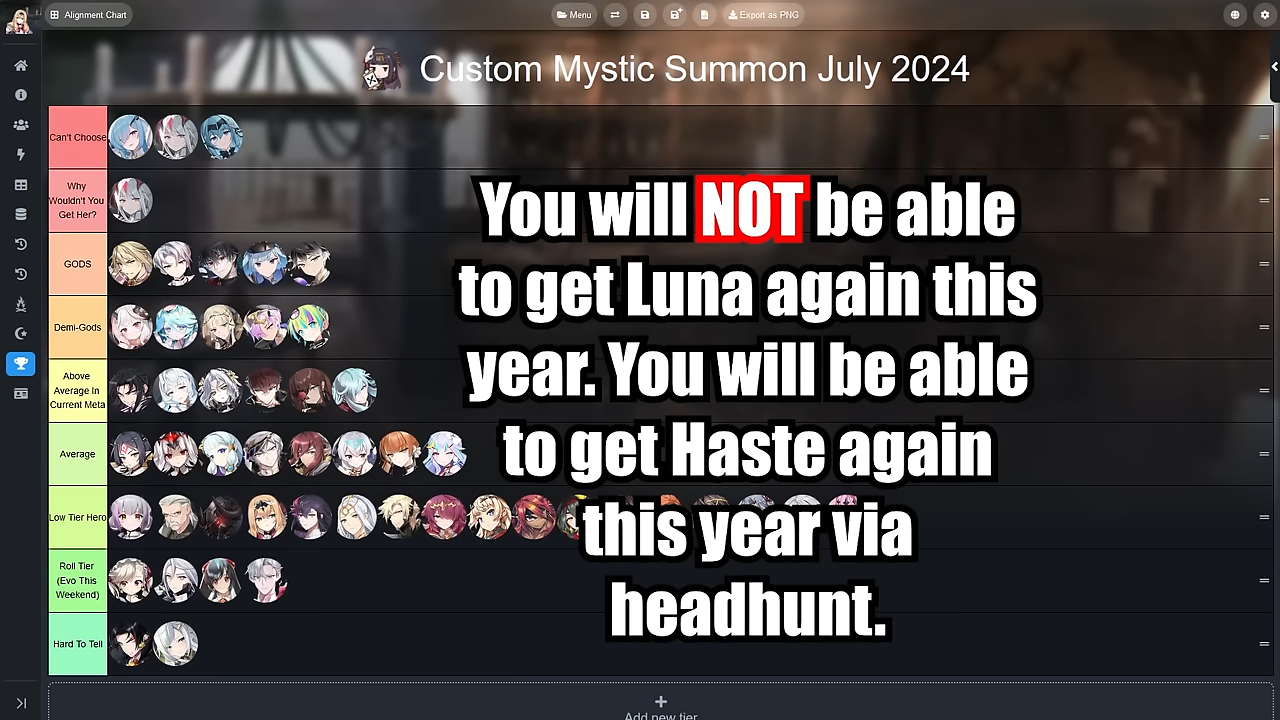 Alignment Chart
Menu
Export as PNG
Custom Mystic Summon July 2024
Can't Choose
Why
Wouldn't You
Get Her?
GODS
Demi-Gods
Above
Average In
Current Meta
Average
Low Tier Hero
Roll Tier
(Evo This
Weekend)
Hard To Tell
You will NOT be able
to get Luna again this
year. You will be able
to get Haste again
this year via
headhunt.
Add new tier